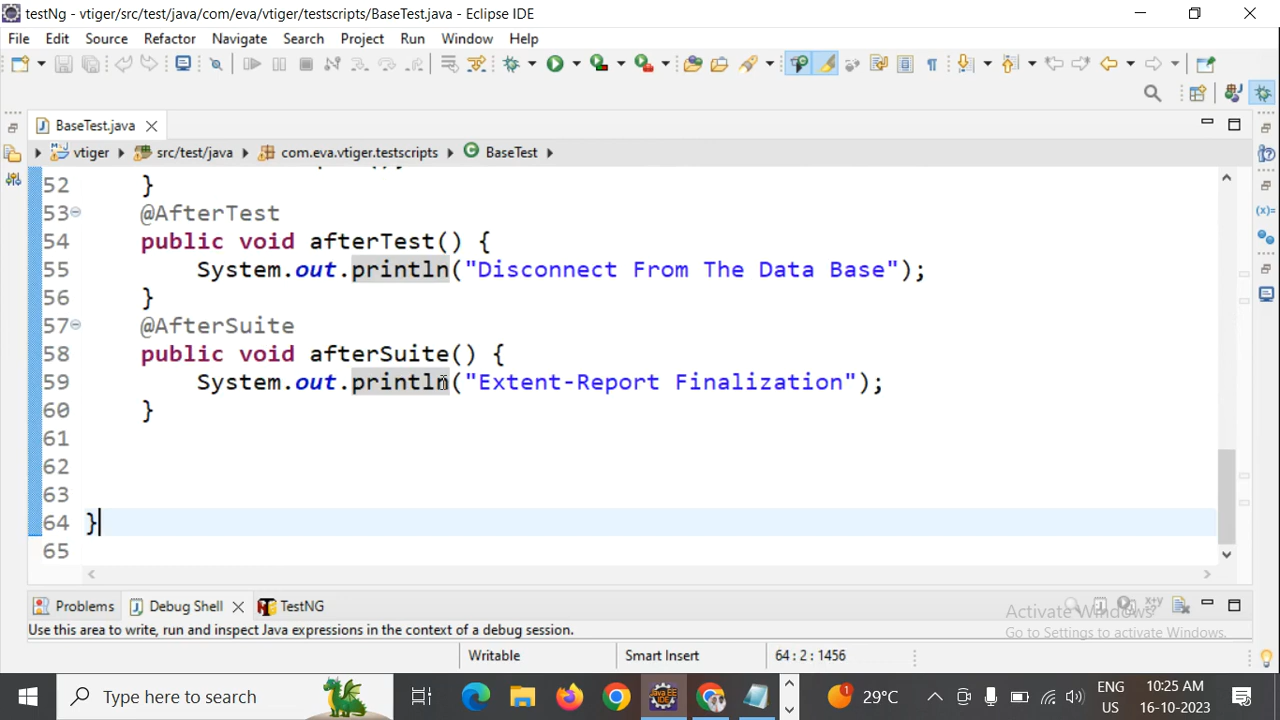 testNg - vtiger/src/test/java/com/eva/vtiger/testscripts/BaseTest.java - Eclipse IDE
File Edit Source Refactor Navigate Search Project Run Window Help
BaseTest.java
vtiger src/test/java com.eva.vtiger.testscripts BaseTest
52 }
53 @AfterTest
54 public void afterTest() {
55 System.out.println("Disconnect From The Data Base");
56 }
57 @AfterSuite
58 public void afterSuite() {
59 System.out.println("Extent-Report Finalization");
60 }
61
62
63
64 }
65
Problems Debug Shell TestNG
Activate Windows
Use this area to write, run and inspect Java expressions in the context of a debug session.
Go to Settings to activate Windows.
Writable Smart Insert 64 : 2 : 1456
Type here to search
1 29°C
ENG US
10:25 AM
16-10-2023